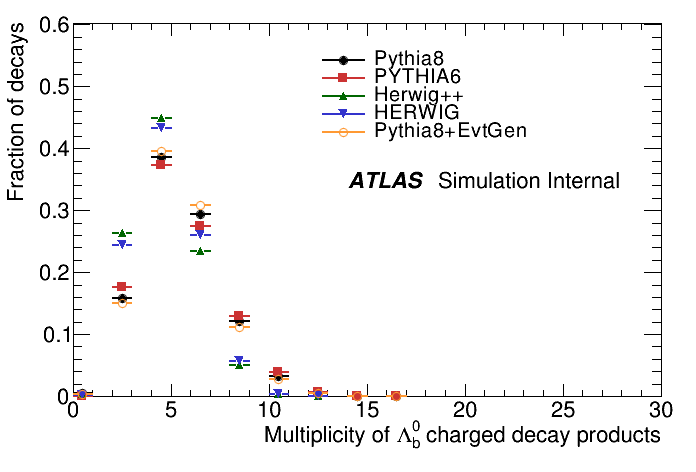 Fraction of decays
0.6
0.5
0.4
0.3
0.2
0.1
0
Pythia8
PYTHIA6
Herwig++
HERWIG
Pythia8+EvtGen
ATLAS Simulation Internal
0 5 10 15 20 25 30
Multiplicity of Λ⁰b charged decay products